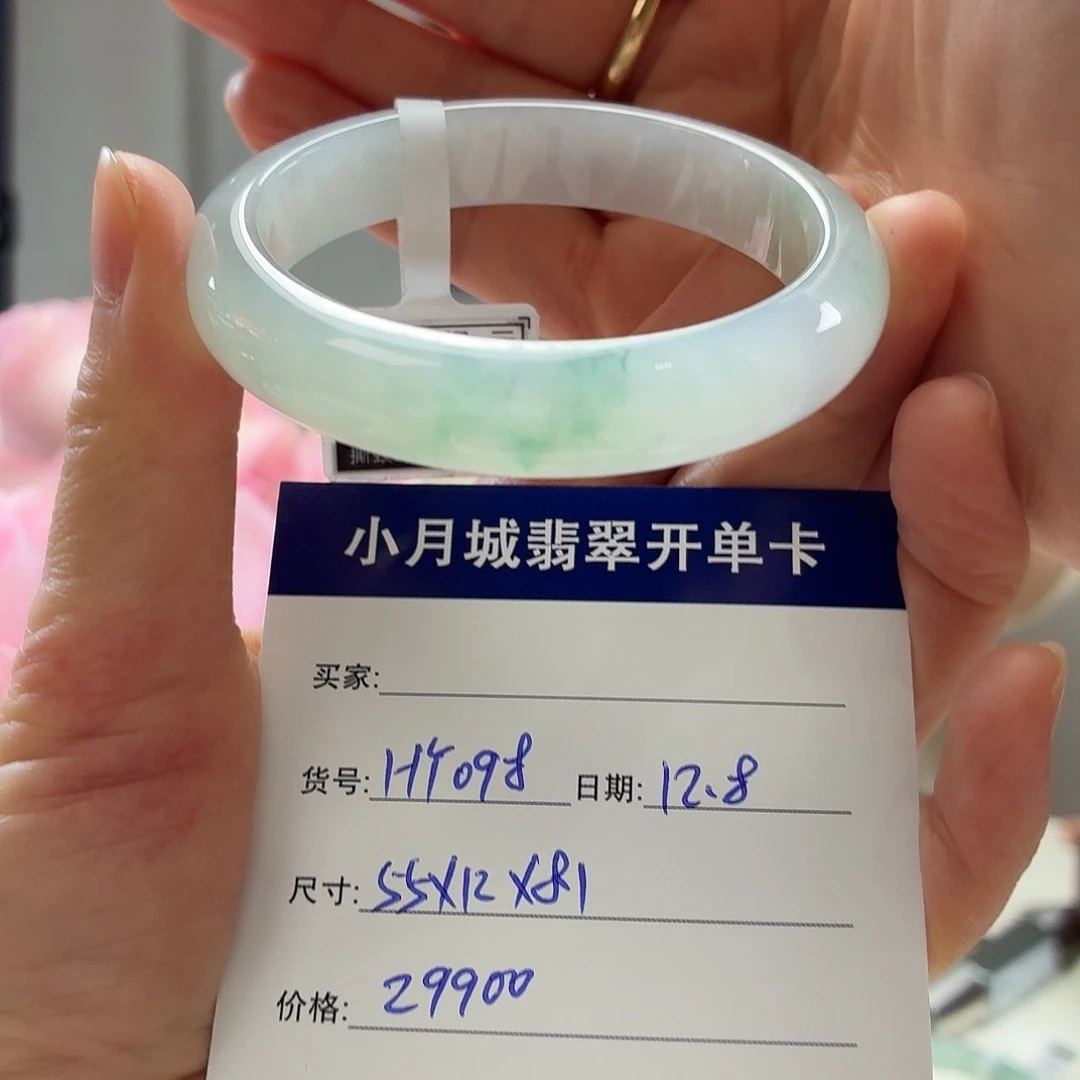 小月城翡翠开单卡
买家:
货号: HY098 日期: 12.8
尺寸: 55X12X81
价格: 29900